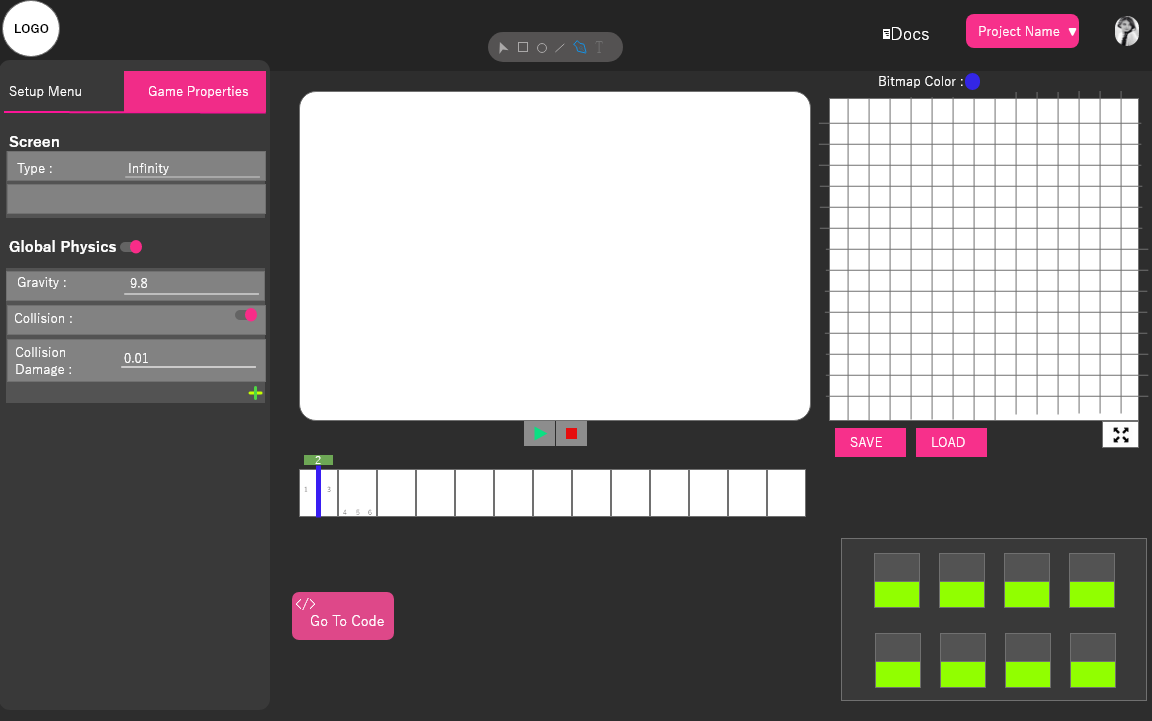 LOGO
Docs
Project Name ▼
T
Setup Menu
Game Properties
Bitmap Color :
Screen
Type :
Infinity
Global Physics
Gravity :
9.8
Collision :
Collision
Damage :
0.01
SAVE
LOAD
2
1
3
4 5 6
</>
Go To Code